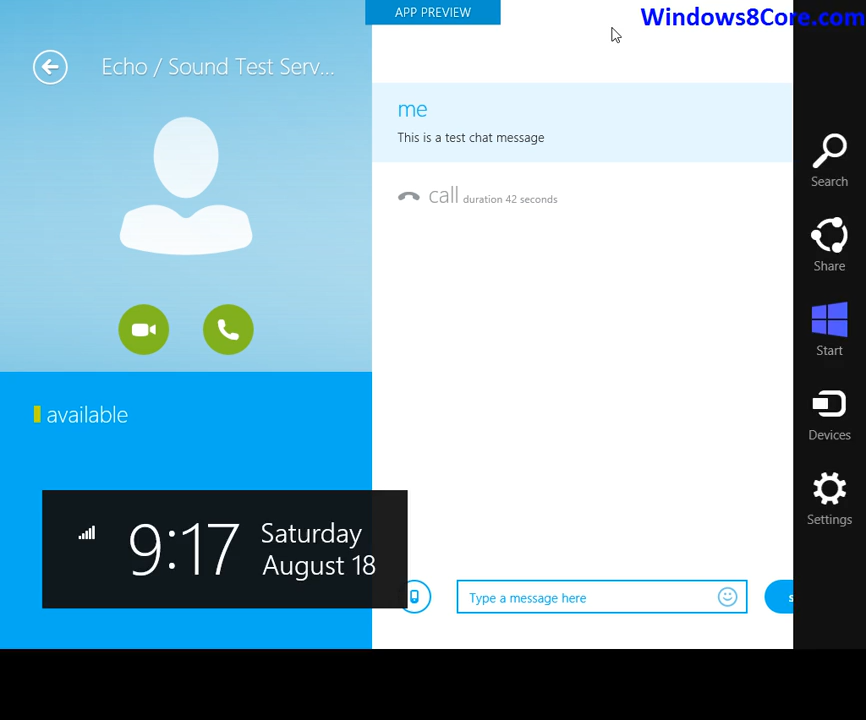 APP PREVIEW
Windows8Core.com
Echo / Sound Test Serv...
me
This is a test chat message
call duration 42 seconds
Search
Share
Start
Devices
Settings
available
9:17
Saturday
August 18
Type a message here
s